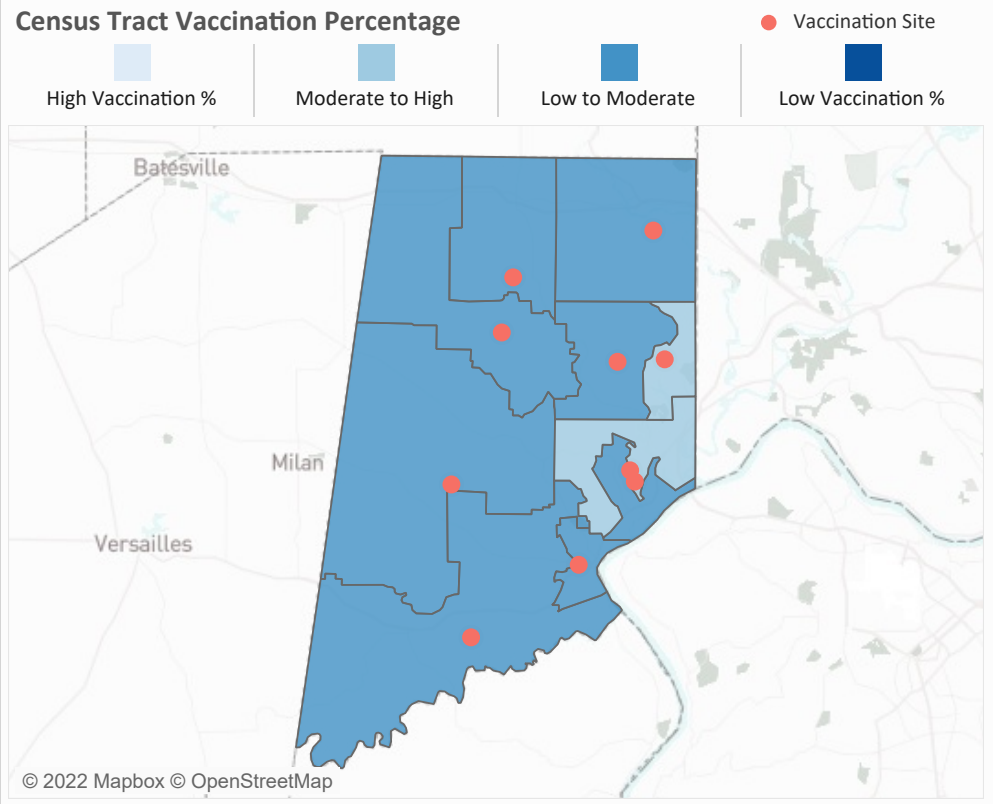 Census Tract Vaccination Percentage
Vaccination Site
High Vaccination %
Moderate to High
Low to Moderate
Low Vaccination %
Batesville
Milan
Versailles
© 2022 Mapbox © OpenStreetMap